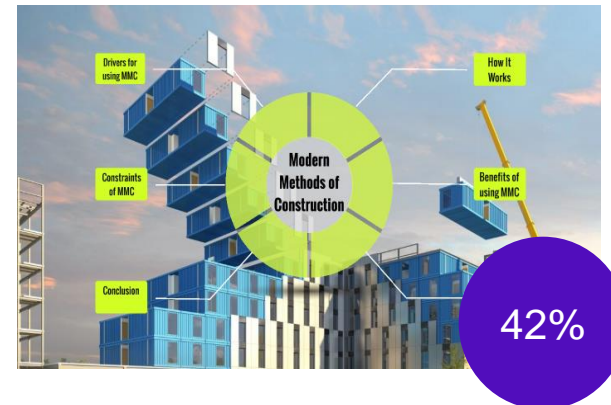 Drivers for
using MMC
How It
Works
Modern
Methods of
Construction
Constraints
of MMC
Benefits of
using MMC
Conclusion
42%